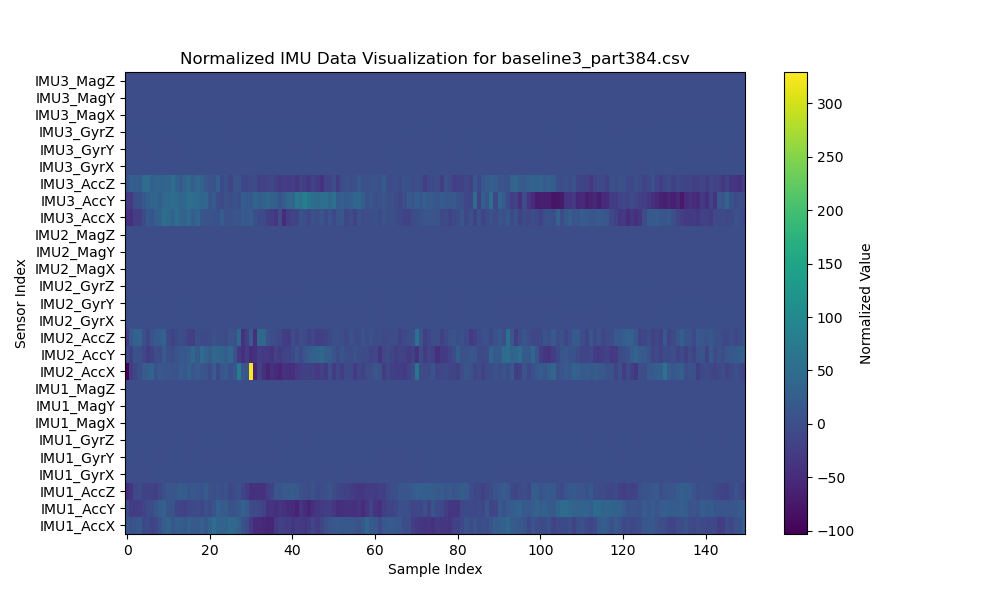 Normalized IMU Data Visualization for baseline3_part384.csv
IMU3_MagZ
IMU3_MagY
IMU3_MagX
IMU3_GyrZ
IMU3_GyrY
IMU3_GyrX
IMU3_AccZ
IMU3_AccY
IMU3_AccX
IMU2_MagZ
IMU2_MagY
IMU2_MagX
IMU2_GyrZ
IMU2_GyrY
IMU2_GyrX
IMU2_AccZ
IMU2_AccY
IMU2_AccX
IMU1_MagZ
IMU1_MagY
IMU1_MagX
IMU1_GyrZ
IMU1_GyrY
IMU1_GyrX
IMU1_AccZ
IMU1_AccY
IMU1_AccX
Sensor Index
0 20 40 60 80 100 120 140
Sample Index
300
250
200
150
100
50
0
−50
−100
Normalized Value